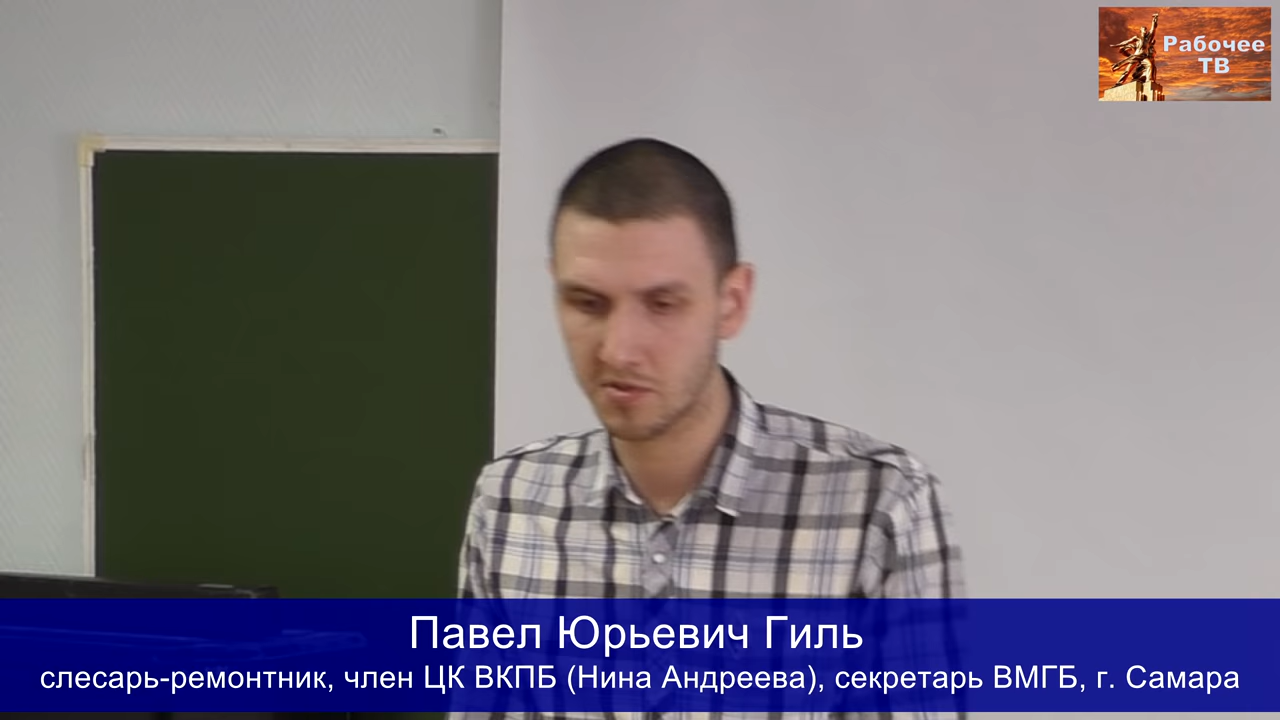 Рабочее
ТВ
Павел Юрьевич Гиль
слесарь-ремонтник, член ЦК ВКПБ (Нина Андреева), секретарь ВМГБ, г. Самара